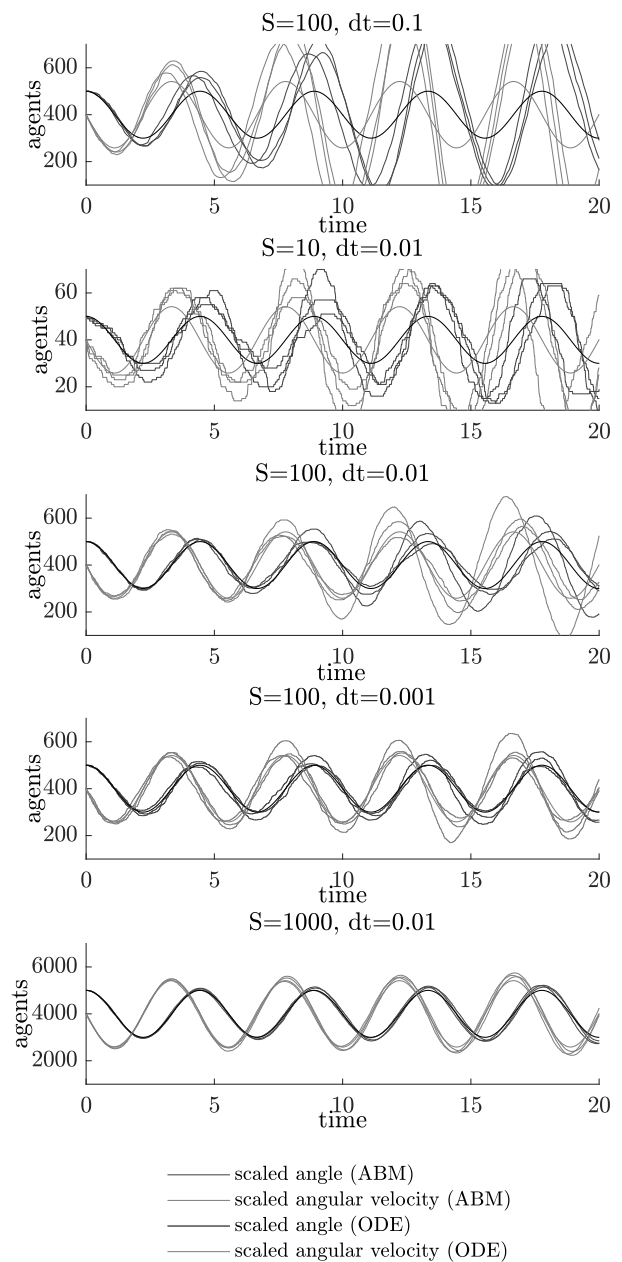 S=100, dt=0.1
600
400
200
agents
0 5 10 15 20
time
S=10, dt=0.01
60
40
20
agents
0 5 10 15 20
time
S=100, dt=0.01
600
400
200
agents
0 5 10 15 20
time
S=100, dt=0.001
600
400
200
agents
0 5 10 15 20
time
S=1000, dt=0.01
6000
4000
2000
agents
0 5 10 15 20
time
scaled angle (ABM)
scaled angular velocity (ABM)
scaled angle (ODE)
scaled angular velocity (ODE)